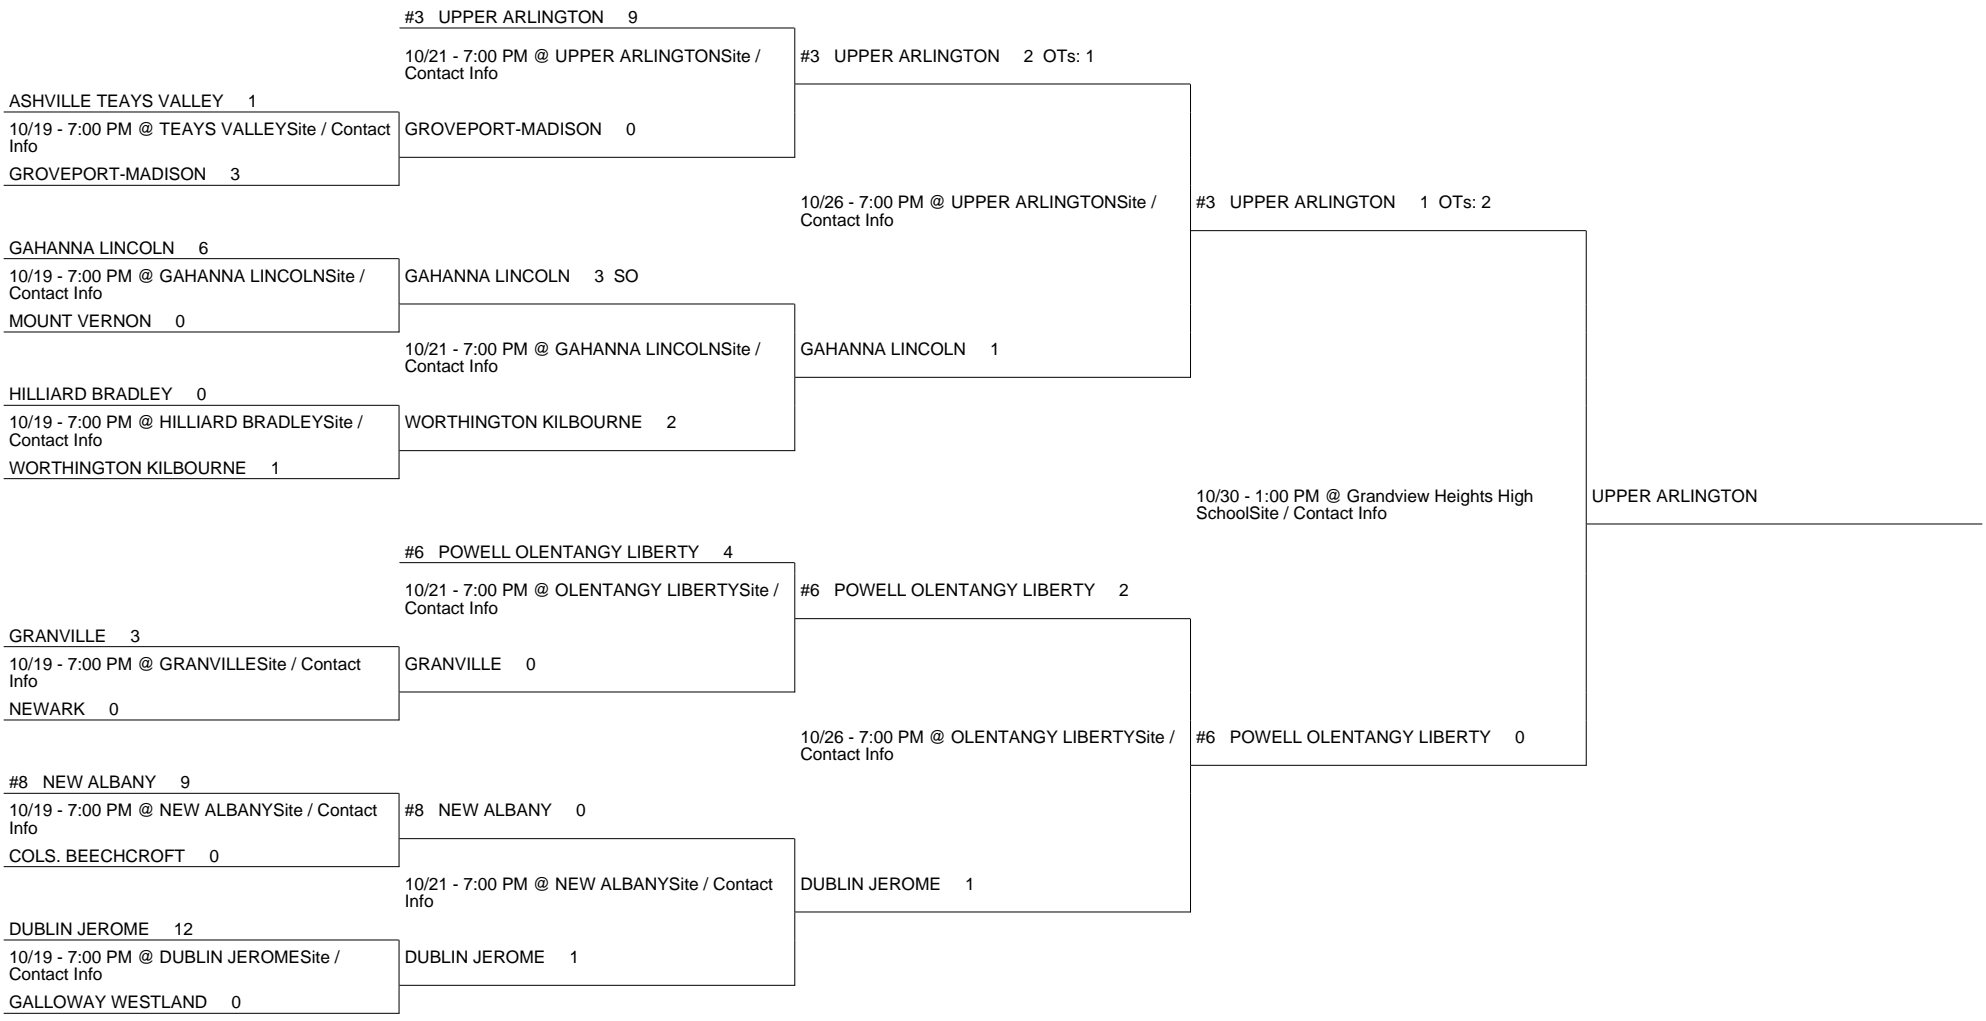 #3 UPPER ARLINGTON 9
10/21 - 7:00 PM @ UPPER ARLINGTONSite /
Contact Info
#3 UPPER ARLINGTON 2 OTs: 1
ASHVILLE TEAYS VALLEY 1
10/19 - 7:00 PM @ TEAYS VALLEYSite / Contact
Info
GROVEPORT-MADISON 0
GROVEPORT-MADISON 3
10/26 - 7:00 PM @ UPPER ARLINGTONSite /
Contact Info
#3 UPPER ARLINGTON 1 OTs: 2
GAHANNA LINCOLN 6
10/19 - 7:00 PM @ GAHANNA LINCOLNSite /
Contact Info
GAHANNA LINCOLN 3 SO
MOUNT VERNON 0
10/21 - 7:00 PM @ GAHANNA LINCOLNSite /
Contact Info
GAHANNA LINCOLN 1
HILLIARD BRADLEY 0
10/19 - 7:00 PM @ HILLIARD BRADLEYSite /
Contact Info
WORTHINGTON KILBOURNE 2
WORTHINGTON KILBOURNE 1
10/30 - 1:00 PM @ Grandview Heights High
SchoolSite / Contact Info
UPPER ARLINGTON
#6 POWELL OLENTANGY LIBERTY 4
10/21 - 7:00 PM @ OLENTANGY LIBERTYSite /
Contact Info
#6 POWELL OLENTANGY LIBERTY 2
GRANVILLE 3
10/19 - 7:00 PM @ GRANVILLESite / Contact
Info
GRANVILLE 0
NEWARK 0
10/26 - 7:00 PM @ OLENTANGY LIBERTYSite /
Contact Info
#6 POWELL OLENTANGY LIBERTY 0
#8 NEW ALBANY 9
10/19 - 7:00 PM @ NEW ALBANYSite / Contact
Info
#8 NEW ALBANY 0
COLS. BEECHCROFT 0
10/21 - 7:00 PM @ NEW ALBANYSite / Contact
Info
DUBLIN JEROME 1
DUBLIN JEROME 12
10/19 - 7:00 PM @ DUBLIN JEROMESite /
Contact Info
DUBLIN JEROME 1
GALLOWAY WESTLAND 0